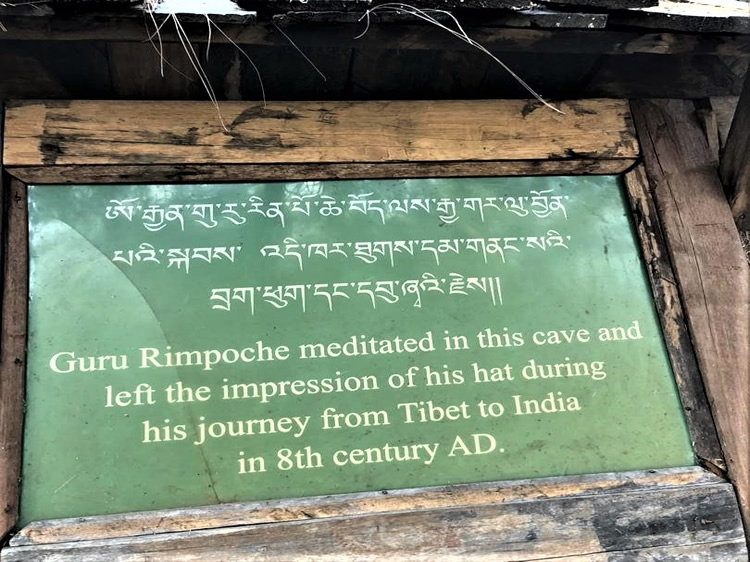 ཨོ་རྒྱན་གུ་རུ་རིན་པོ་ཆེ་བོད་ལས་རྒྱ་གར་ལུ་བྱོན་
པའི་སྐབས་ འདི་ཁར་ཐུགས་དམ་གནང་སའི་
བྲག་ཕུག་དང་དབུ་ཞྭའི་རྗེས།།
Guru Rimpoche meditated in this cave and
left the impression of his hat during
his journey from Tibet to India
in 8th century AD.